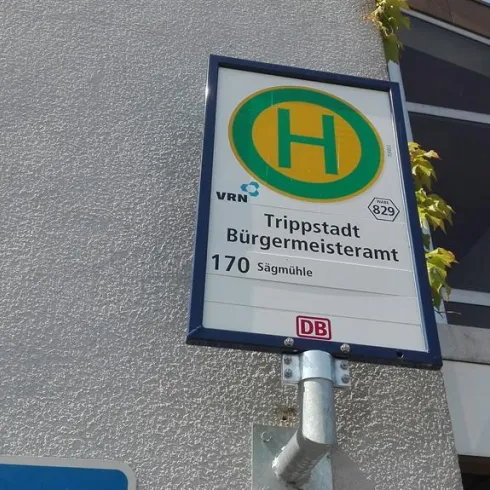 H
VRN
WABE
829
Trippstadt
Bürgermeisteramt
170 Sägmühle
DB